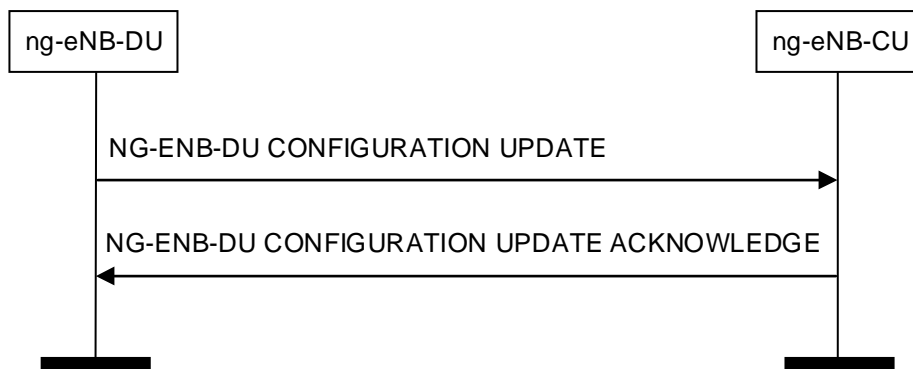 ng-eNB-DU
ng-eNB-CU
NG-ENB-DU CONFIGURATION UPDATE
NG-ENB-DU CONFIGURATION UPDATE ACKNOWLEDGE